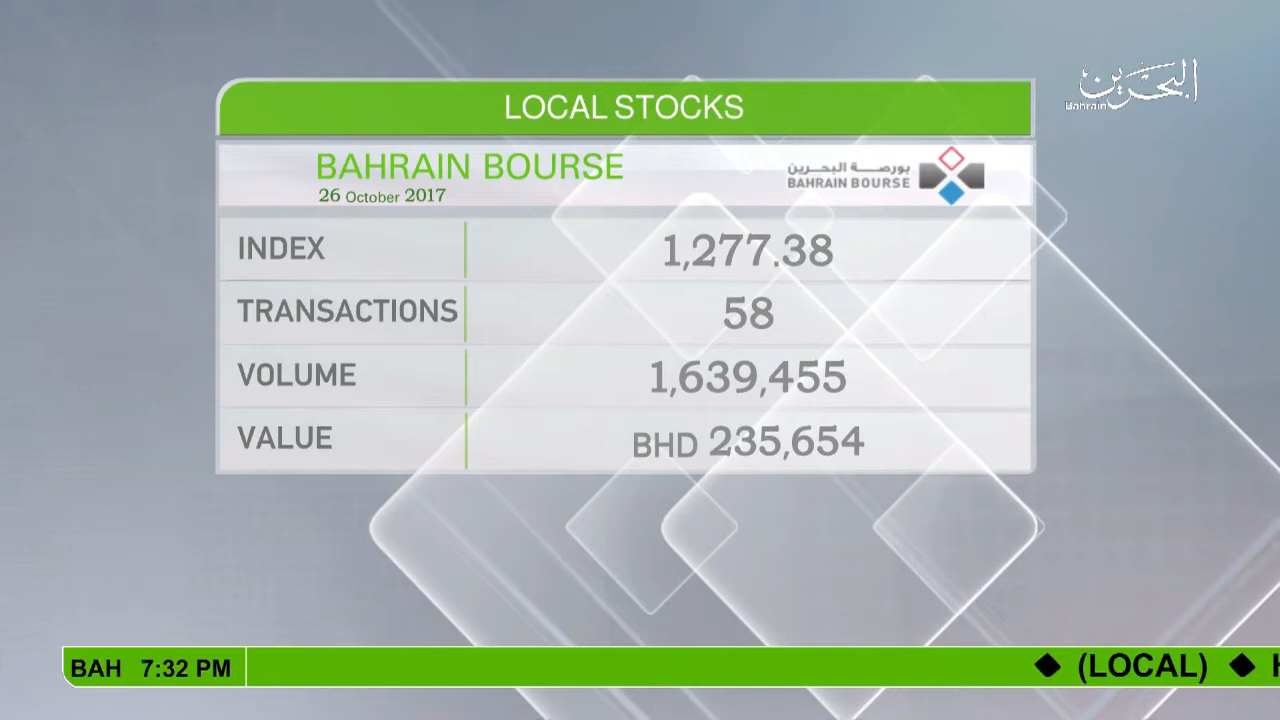 البحرين
Bahrain
LOCAL STOCKS
BAHRAIN BOURSE
26 October 2017
بورصة البحرين
BAHRAIN BOURSE
INDEX 1,277.38
TRANSACTIONS 58
VOLUME 1,639,455
VALUE BHD 235,654
BAH 7:32 PM ◆ (LOCAL) ◆